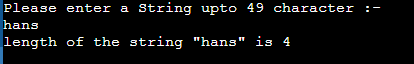 Please enter a String upto 49 character :-
hans
length of the string "hans" is 4